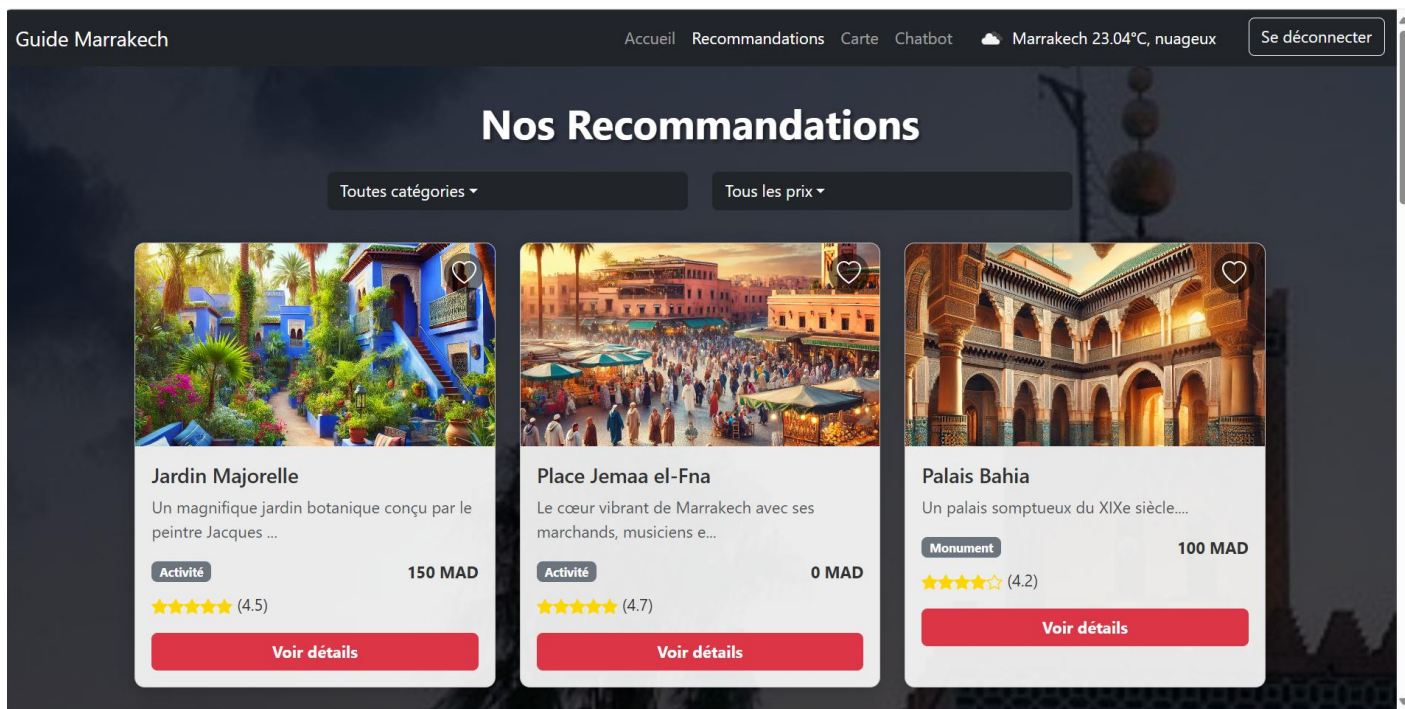 Guide Marrakech
Accueil Recommandations Carte Chatbot Marrakech 23.04°C, nuageux Se déconnecter
Nos Recommandations
Toutes catégories Tous les prix
Jardin Majorelle
Un magnifique jardin botanique conçu par le
peintre Jacques ...
Activité 150 MAD
(4.5)
Voir détails
Place Jemaa el-Fna
Le cœur vibrant de Marrakech avec ses
marchands, musiciens e...
Activité 0 MAD
(4.7)
Voir détails
Palais Bahia
Un palais somptueux du XIXe siècle....
Monument 100 MAD
(4.2)
Voir détails